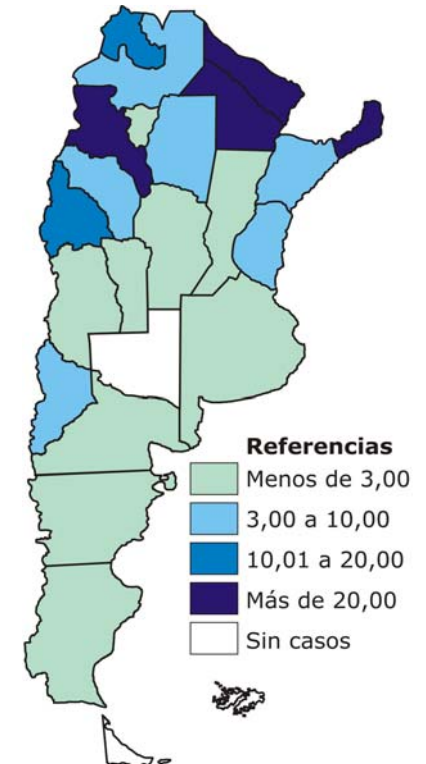 Referencias
Menos de 3,00
3,00 a 10,00
10,01 a 20,00
Más de 20,00
Sin casos